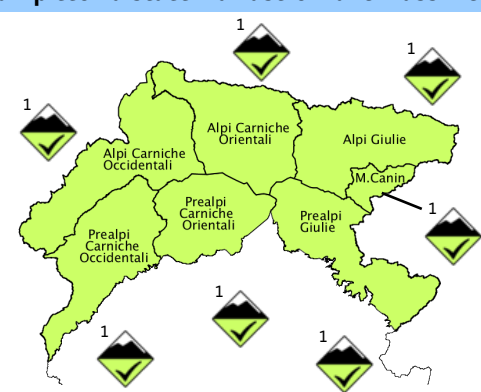 1
1
1
Alpi Carniche
Orientali
Alpi Giulie
Alpi Carniche
Occidentali
M.Canin
Prealpi
Carniche
Orientali
Prealpi
Giulie
1
Prealpi
Carniche
Occidentali
1
1
1